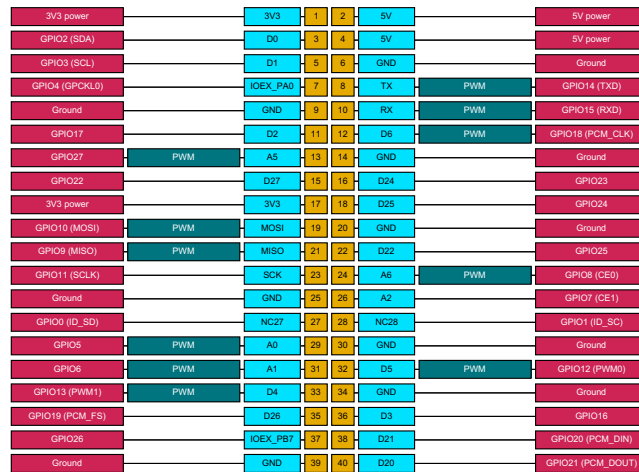 3V3 power 3V3 1 2 5V 5V power
GPIO2 (SDA) D0 3 4 5V 5V power
GPIO3 (SCL) D1 5 6 GND Ground
GPIO4 (GPCKL0) IOEX_PA0 7 8 TX PWM GPIO14 (TXD)
Ground GND 9 10 RX PWM GPIO15 (RXD)
GPIO17 D2 11 12 D6 PWM GPIO18 (PCM_CLK)
GPIO27 PWM A5 13 14 GND Ground
GPIO22 D27 15 16 D24 GPIO23
3V3 power 3V3 17 18 D25 GPIO24
GPIO10 (MOSI) PWM MOSI 19 20 GND Ground
GPIO9 (MISO) PWM MISO 21 22 D22 GPIO25
GPIO11 (SCLK) SCK 23 24 A6 PWM GPIO8 (CE0)
Ground GND 25 26 A2 GPIO7 (CE1)
GPIO0 (ID_SD) NC27 27 28 NC28 GPIO1 (ID_SC)
GPIO5 PWM A0 29 30 GND Ground
GPIO6 PWM A1 31 32 D5 PWM GPIO12 (PWM0)
GPIO13 (PWM1) PWM D4 33 34 GND Ground
GPIO19 (PCM_FS) D26 35 36 D3 GPIO16
GPIO26 IOEX_PB7 37 38 D21 GPIO20 (PCM_DIN)
Ground GND 39 40 D20 GPIO21 (PCM_DOUT)